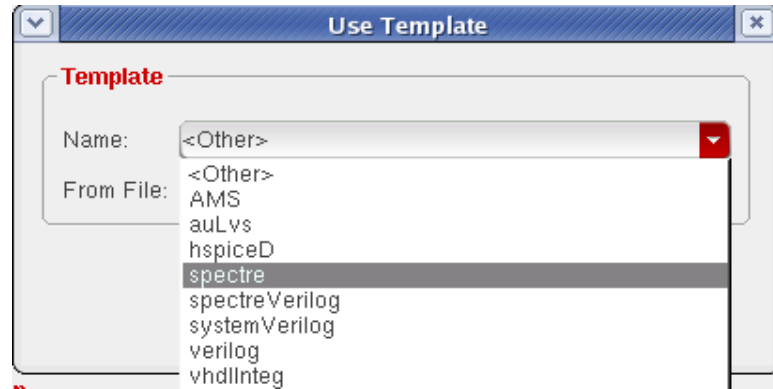 Use Template
Template
Name: <Other>
<Other>
From File:
AMS
auLvs
hspiceD
spectre
spectreVerilog
systemVerilog
verilog
vhdlInteg